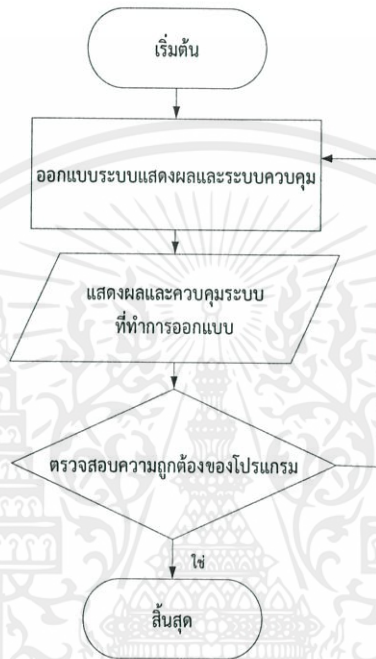 เริ่มต้น
ออกแบบระบบแสดงผลและระบบควบคุม
แสดงผลและควบคุมระบบ
ที่ทำการออกแบบ
ตรวจสอบความถูกต้องของโปรแกรม
ใช่
สิ้นสุด